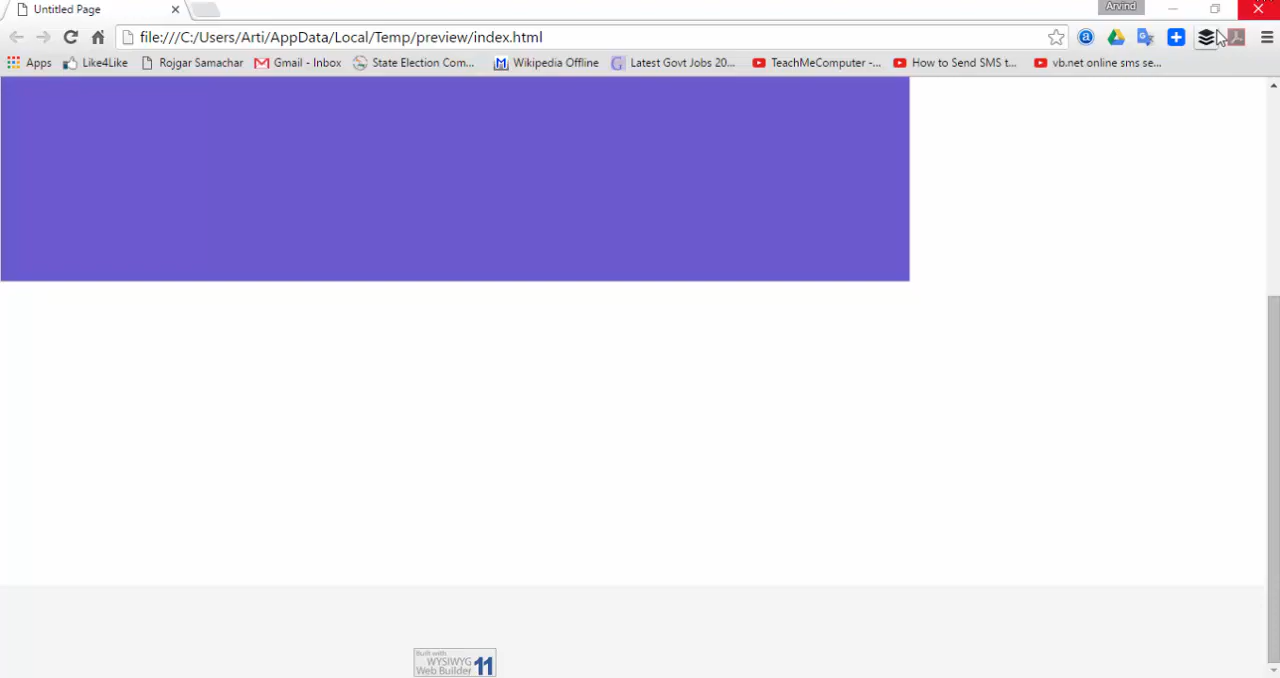 Untitled Page
Arvind
file:///C:/Users/Arti/AppData/Local/Temp/preview/index.html
Apps Like4Like Rojgar Samachar Gmail - Inbox State Election Com... Wikipedia Offline Latest Govt Jobs 20... TeachMeComputer -... How to Send SMS t... vb.net online sms se...
Built with
WYSIWYG
Web Builder 11